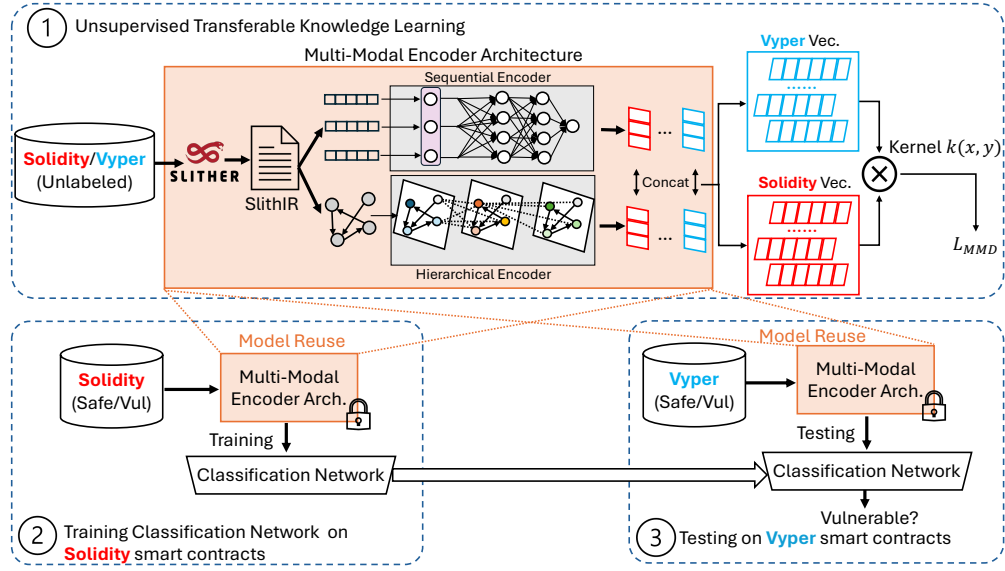 1
Unsupervised Transferable Knowledge Learning
Multi-Modal Encoder Architecture
Sequential Encoder
Vyper Vec.
......
Solidity/Vyper
(Unlabeled)
SLITHER
SlithIR
...
Concat
...
Hierarchical Encoder
Kernel k(x, y)
Solidity Vec.
......
L_MMD
Model Reuse
Solidity
(Safe/Vul)
Multi-Modal
Encoder Arch.
Training
Classification Network
2
Training Classification Network on
Solidity smart contracts
Model Reuse
Vyper
(Safe/Vul)
Multi-Modal
Encoder Arch.
Testing
Classification Network
Vulnerable?
3
Testing on Vyper smart contracts